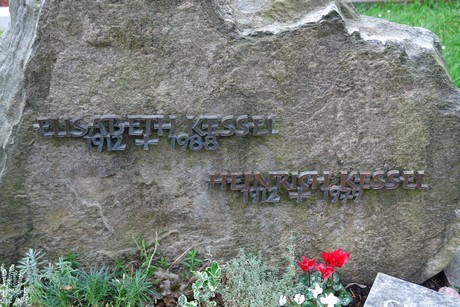 ELISABETH KESSEL
1912 + 1988
HEINRICH KESSEL
1912 +